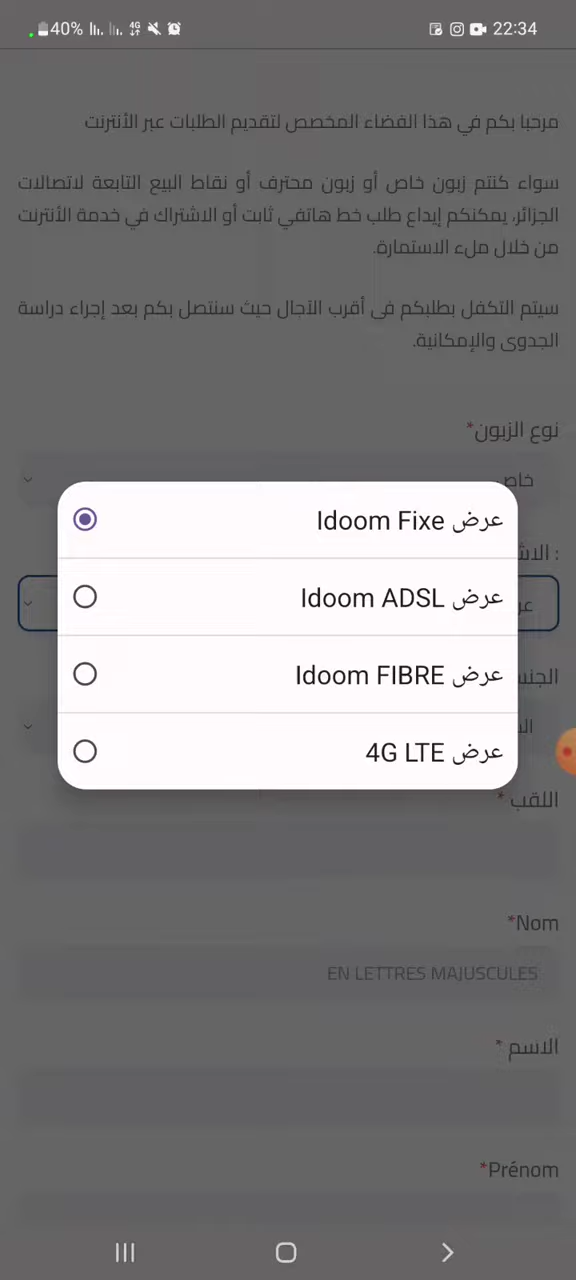 40% 4G 22:34
مرحبا بكم في هذا الفضاء المخصص لتقديم الطلبات عبر الأنترنت
سواء كنتم زبون خاص أو زبون محترف أو نقاط البيع التابعة لاتصالات
الجزائر، يمكنكم إيداع طلب خط هاتفي ثابت أو الاشتراك في خدمة الأنترنت
من خلال ملء الاستمارة.
سيتم التكفل بطلبكم في أقرب الآجال حيث سنتصل بكم بعد إجراء دراسة
الجدوى والإمكانية.
نوع الزبون*
خاص
عرض Idoom Fixe
عرض Idoom ADSL
عرض Idoom FIBRE
عرض 4G LTE
اللقب *
Nom*
EN LETTRES MAJUSCULES
الاسم *
Prénom*